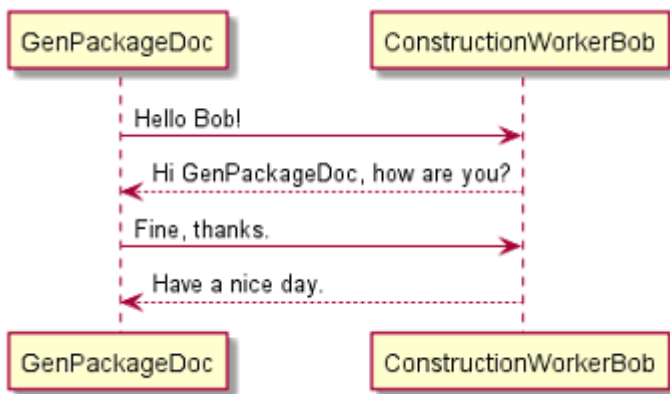 GenPackageDoc
ConstructionWorkerBob
Hello Bob!
Hi GenPackageDoc, how are you?
Fine, thanks.
Have a nice day.
GenPackageDoc
ConstructionWorkerBob